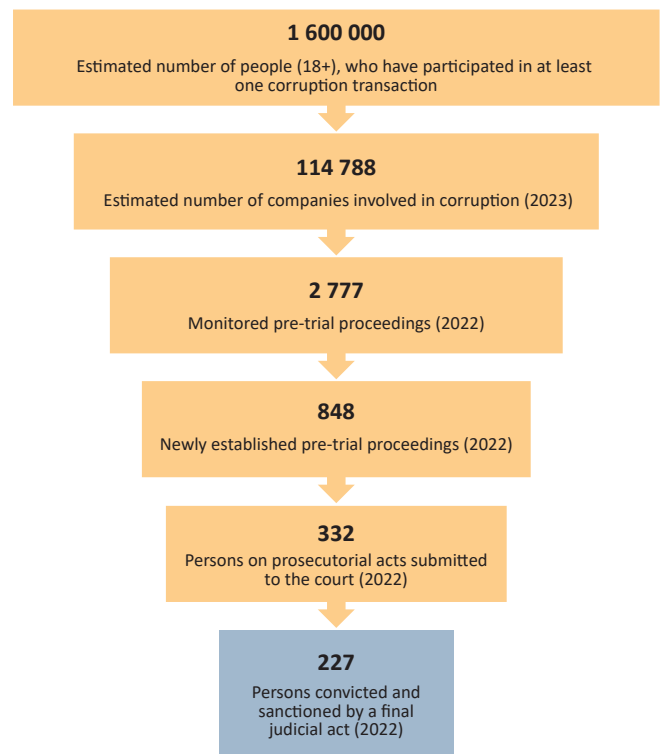 1 600 000
Estimated number of people (18+), who have participated in at least
one corruption transaction
114 788
Estimated number of companies involved in corruption (2023)
2 777
Monitored pre-trial proceedings (2022)
848
Newly established pre-trial proceedings (2022)
332
Persons on prosecutorial acts submitted
to the court (2022)
227
Persons convicted and
sanctioned by a final
judicial act (2022)